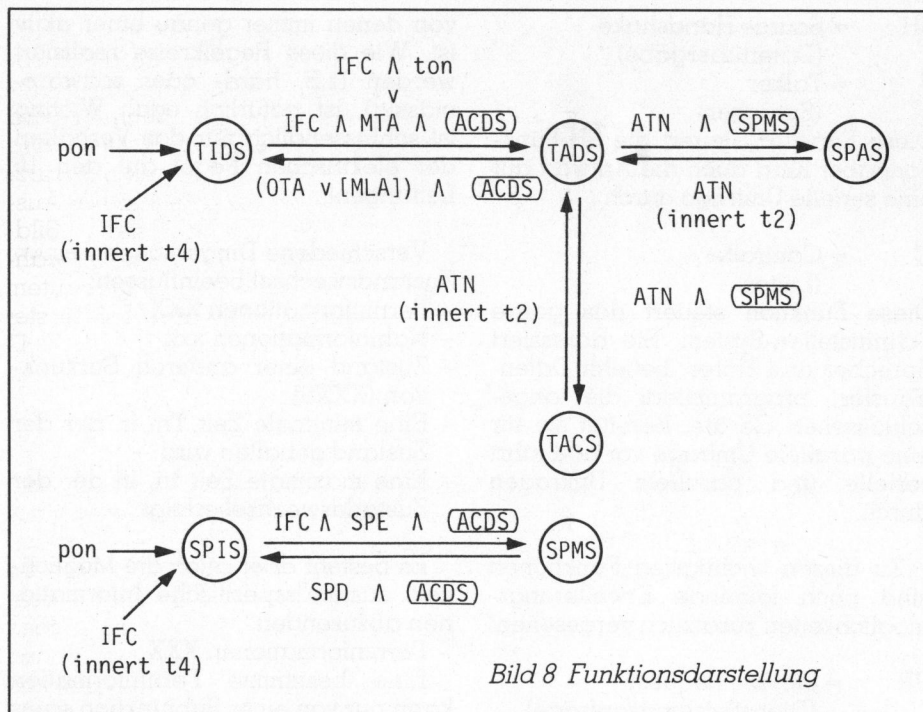 IFC ∧ ton
IFC ∧ MTA ∧ (ACDS)
ATN ∧ (SPMS)
pon
TIDS
TADS
SPAS
(OTA ∨ [MLA]) ∧ (ACDS)
ATN
(innert t2)
IFC
(innert t4)
ATN
(innert t2)
ATN ∧ (SPMS)
TACS
IFC ∧ SPE ∧ (ACDS)
pon
SPIS
SPMS
SPD ∧ (ACDS)
IFC
(innert t4)
Bild 8 Funktionsdarstellung